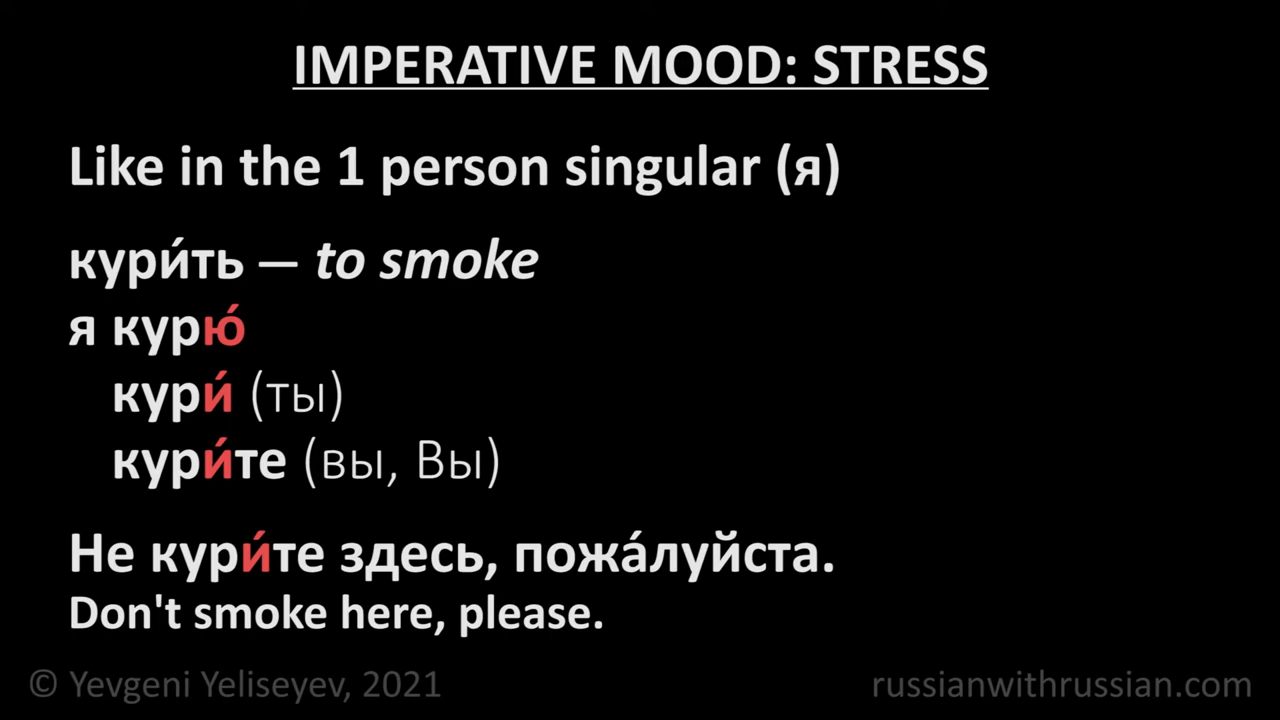 IMPERATIVE MOOD: STRESS
Like in the 1 person singular (я)
кури́ть — to smoke
я курю́
кури́ (ты)
кури́те (вы, Вы)
Не кури́те здесь, пожа́луйста.
Don't smoke here, please.
© Yevgeni Yeliseyev, 2021
russianwithrussian.com